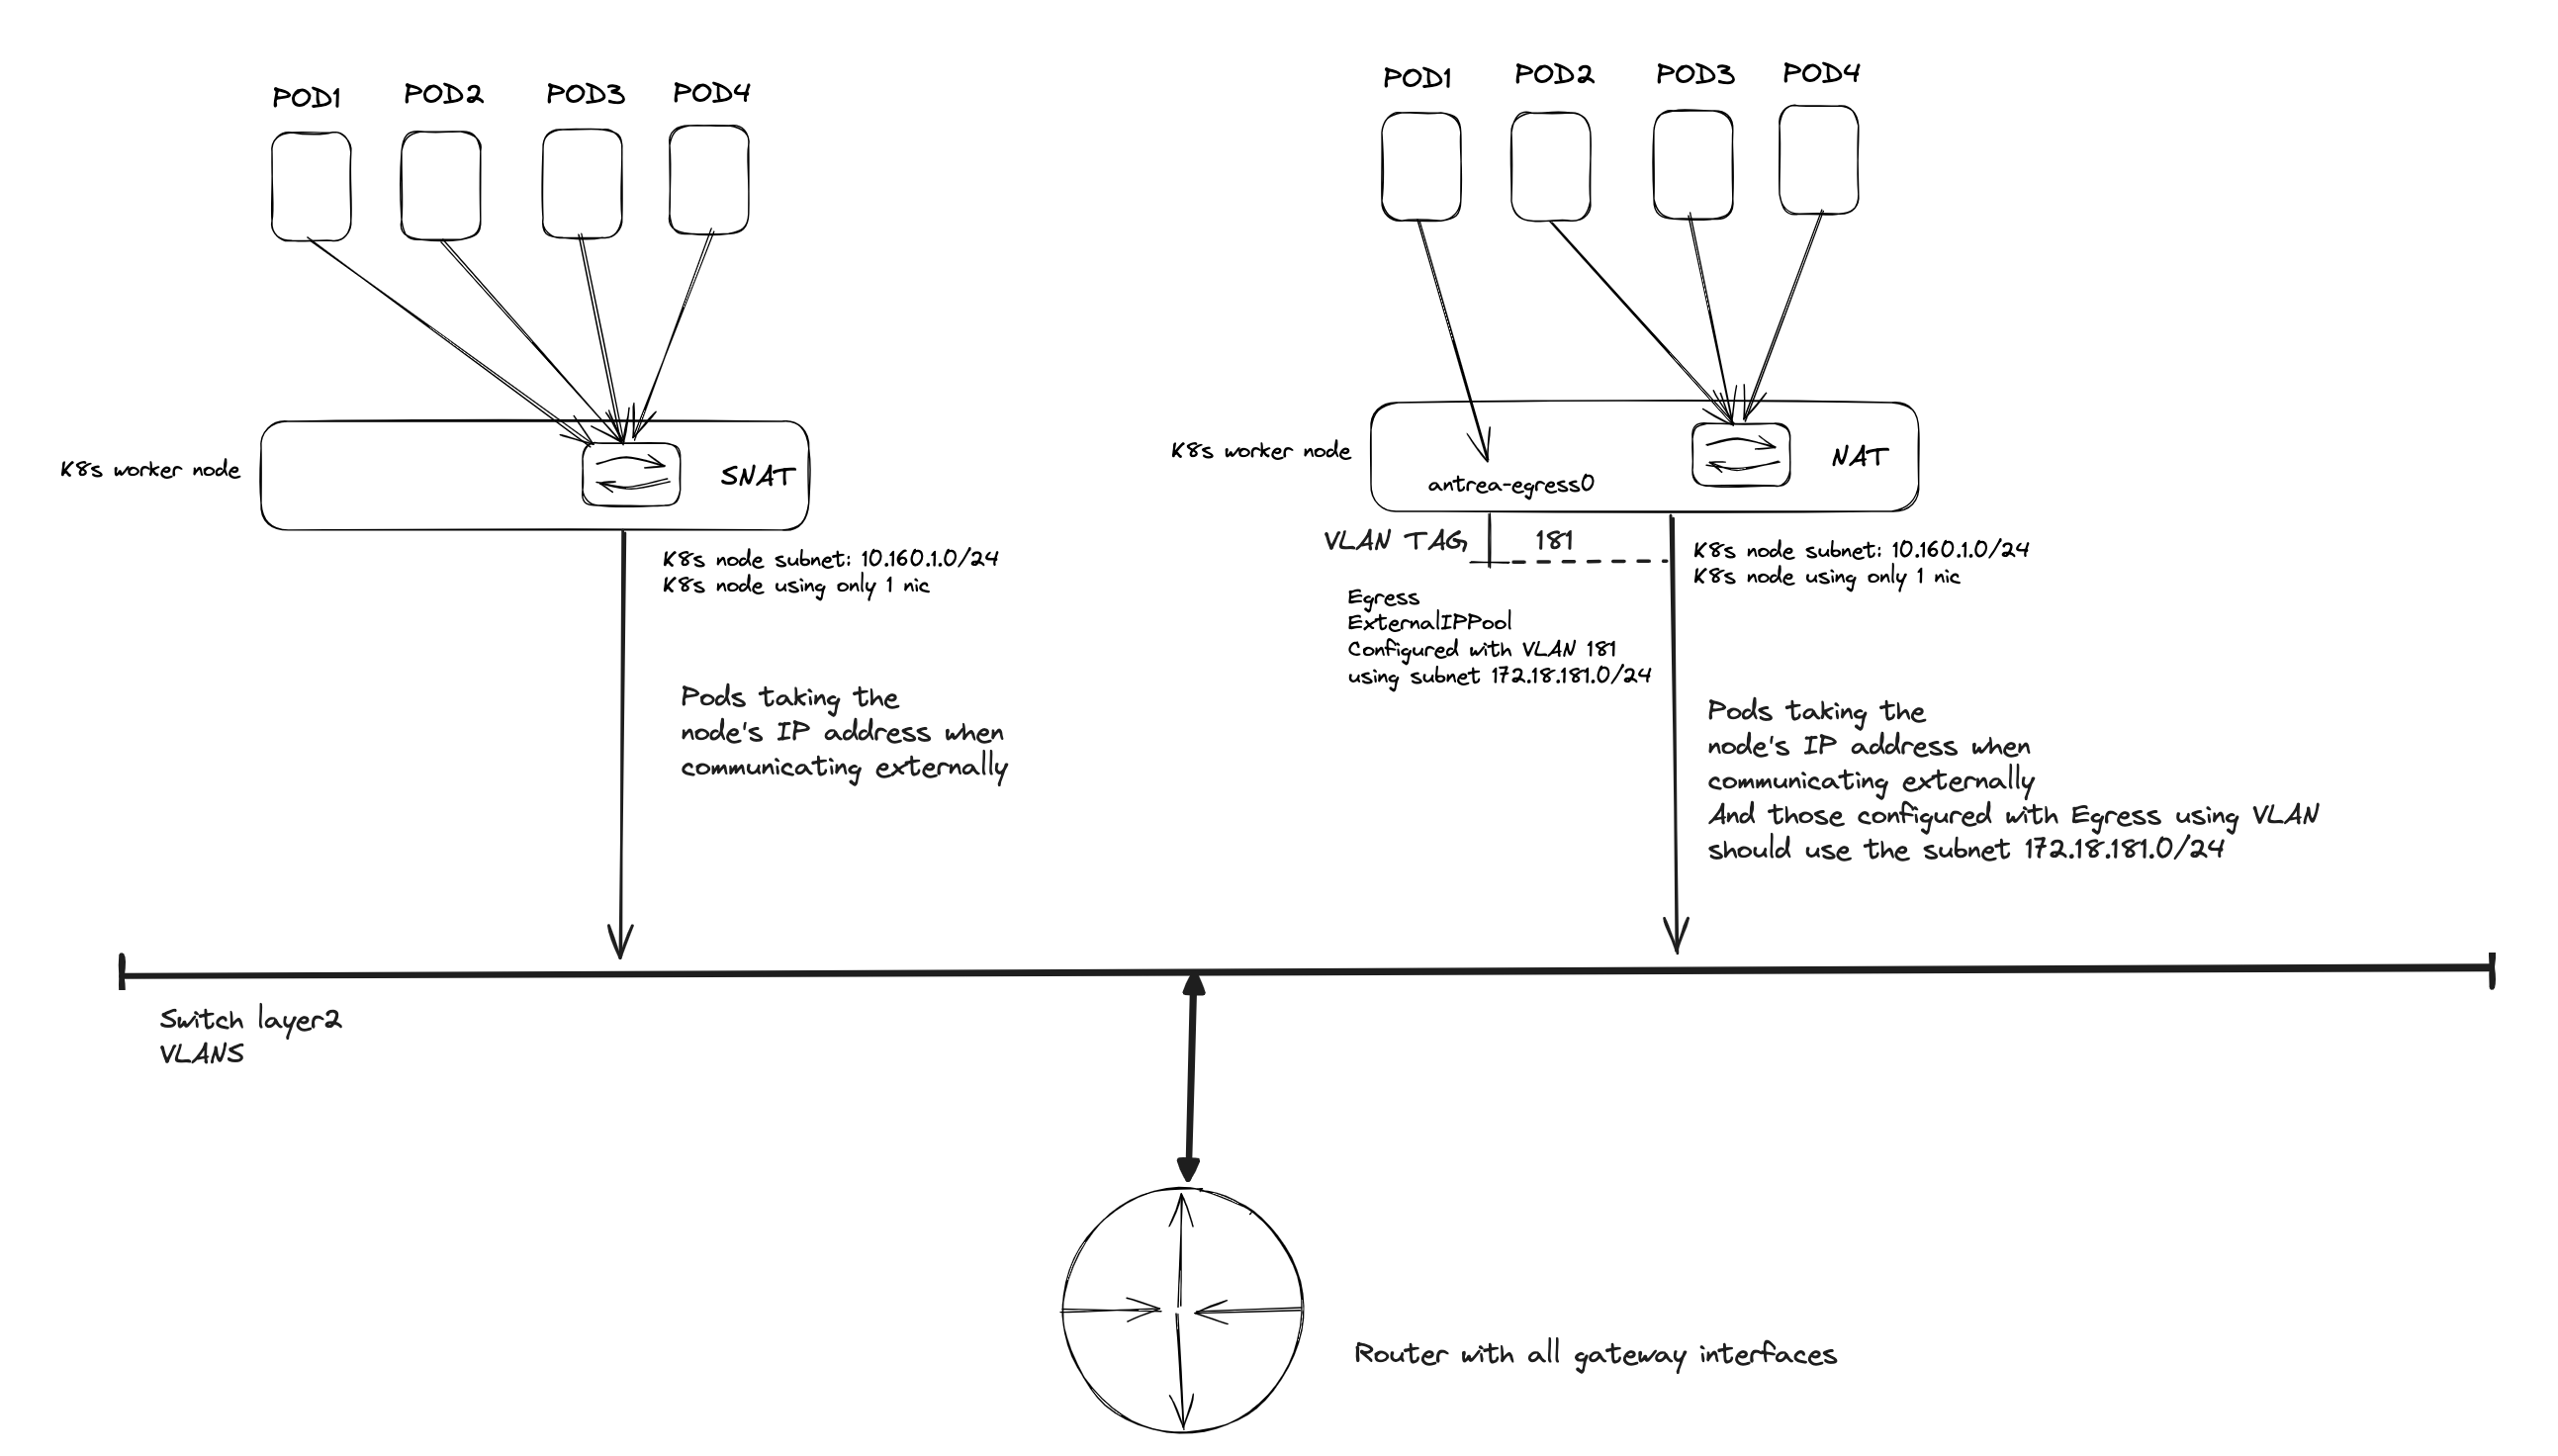 POD1
POD2
POD3
POD4
K8s worker node
SNAT
K8s node subnet: 10.160.1.0/24
K8s node using only 1 nic
Pods taking the
node's IP address when
communicating externally
POD1
POD2
POD3
POD4
K8s worker node
antrea-egress0
NAT
VLAN TAG
181
K8s node subnet: 10.160.1.0/24
K8s node using only 1 nic
Egress
ExternalIPPool
Configured with VLAN 181
using subnet 172.18.181.0/24
Pods taking the
node's IP address when
communicating externally
And those configured with Egress using VLAN
should use the subnet 172.18.181.0/24
Switch layer2
VLANS
Router with all gateway interfaces